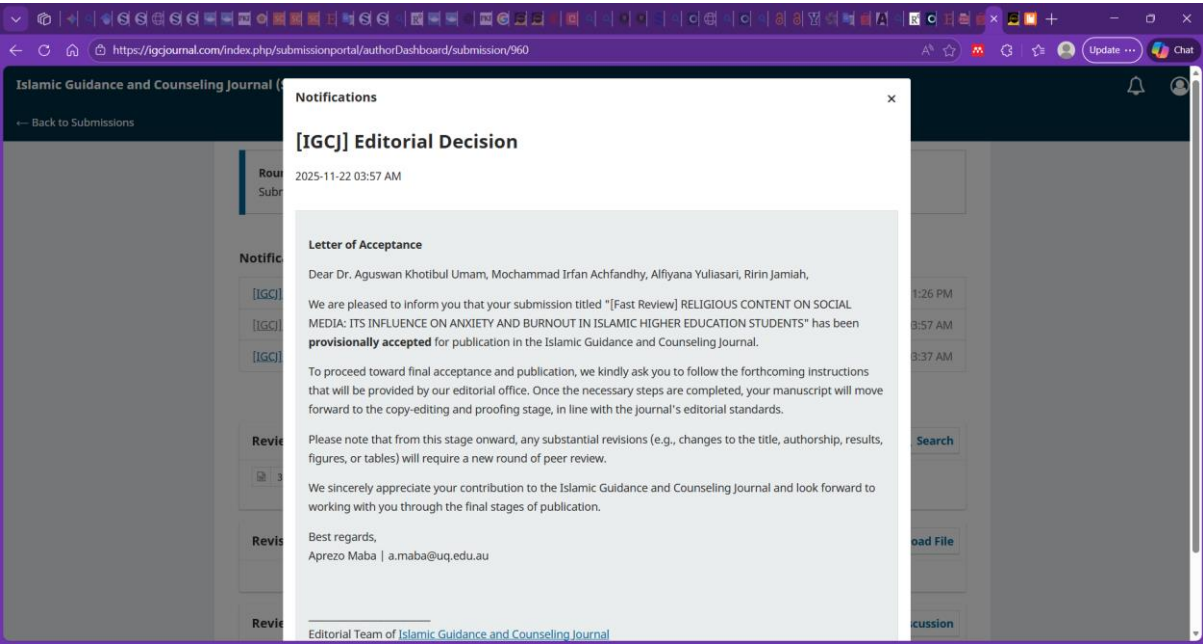 https://igcjournal.com/index.php/submissionportal/authorDashboard/submission/960
Update ...
Chat
Islamic Guidance and Counseling Journal (
← Back to Submissions
Notifications
×
[IGCJ] Editorial Decision
2025-11-22 03:57 AM
Rou
Subr
Letter of Acceptance
Dear Dr. Aguswan Khotibul Umam, Mochammad Irfan Achfandhy, Alfiyana Yuliasari, Ririn Jamiah,
We are pleased to inform you that your submission titled "[Fast Review] RELIGIOUS CONTENT ON SOCIAL
MEDIA: ITS INFLUENCE ON ANXIETY AND BURNOUT IN ISLAMIC HIGHER EDUCATION STUDENTS" has been
provisionally accepted for publication in the Islamic Guidance and Counseling Journal.
To proceed toward final acceptance and publication, we kindly ask you to follow the forthcoming instructions
that will be provided by our editorial office. Once the necessary steps are completed, your manuscript will move
forward to the copy-editing and proofing stage, in line with the journal's editorial standards.
Please note that from this stage onward, any substantial revisions (e.g., changes to the title, authorship, results,
figures, or tables) will require a new round of peer review.
We sincerely appreciate your contribution to the Islamic Guidance and Counseling Journal and look forward to
working with you through the final stages of publication.
Best regards,
Aprezo Maba | a.maba@uq.edu.au
Editorial Team of Islamic Guidance and Counseling Journal
Notific
[IGCJ]
1:26 PM
[IGCJ]
3:57 AM
[IGCJ]
3:37 AM
Revie
Search
3
Revis
oad File
Revie
cussion